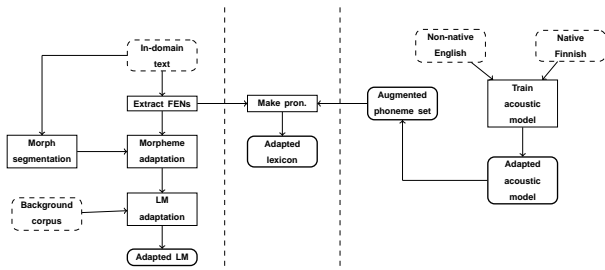 In-domain
text
Extract FENs
Morph
segmentation
Morpheme
adaptation
Background
corpus
LM
adaptation
Adapted LM
Make pron.
Adapted
lexicon
Augmented
phoneme set
Non-native
English
Native
Finnish
Train
acoustic
model
Adapted
acoustic
model